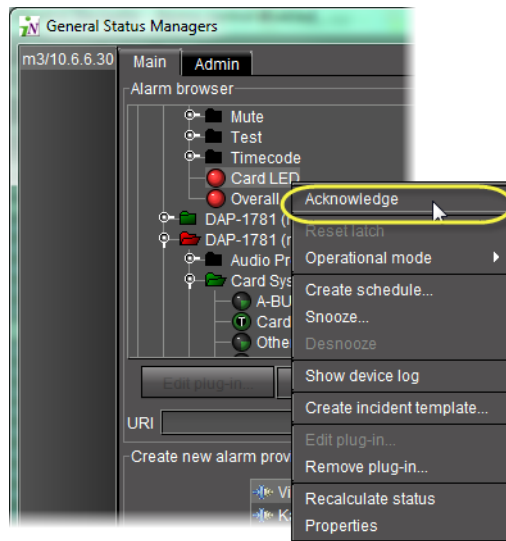 General Status Managers
m3/10.6.6.30
Main
Admin
Alarm browser
Mute
Test
Timecode
Card LED
Overall
DAP-1781 (
DAP-1781 (r
Audio Pr
Card Sys
A-BU
T Card
Othe
Edit plug-in...
URI
Create new alarm prov
Vi
Ka
Acknowledge
Reset latch
Operational mode
Create schedule...
Snooze...
Desnooze
Show device log
Create incident template...
Edit plug-in...
Remove plug-in...
Recalculate status
Properties